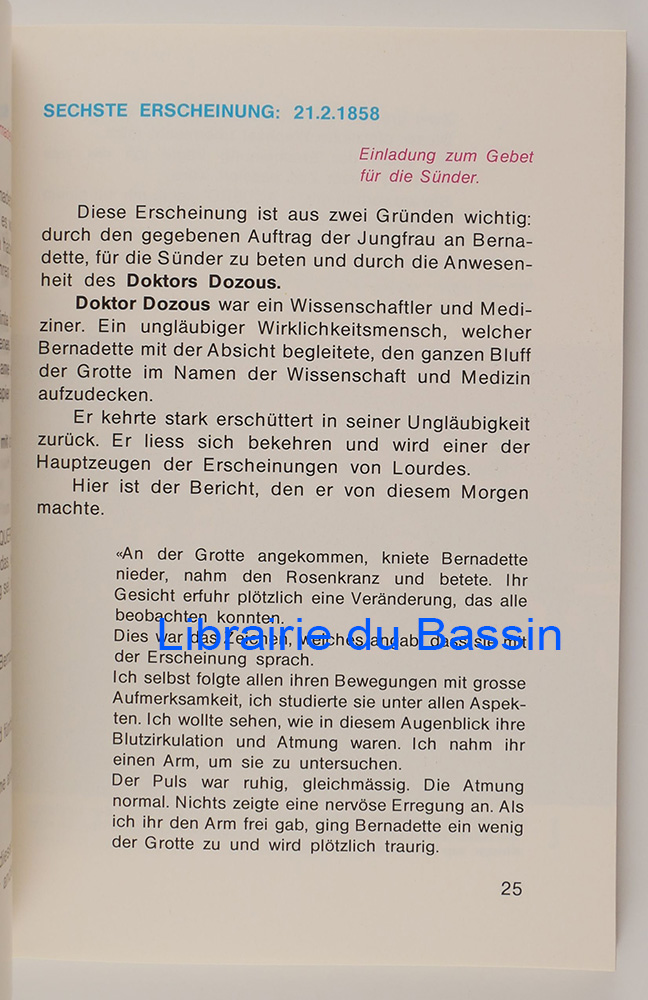 SECHSTE ERSCHEINUNG: 21.2.1858
Einladung zum Gebet
für die Sünder.
Diese Erscheinung ist aus zwei Gründen wichtig:
durch den gegebenen Auftrag der Jungfrau an Berna-
dette, für die Sünder zu beten und durch die Anwesen-
heit des Doktors Dozous.
Doktor Dozous war ein Wissenschaftler und Medi-
ziner. Ein ungläubiger Wirklichkeitsmensch, welcher
Bernadette mit der Absicht begleitete, den ganzen Bluff
der Grotte im Namen der Wissenschaft und Medizin
aufzudecken.
Er kehrte stark erschüttert in seiner Ungläubigkeit
zurück. Er liess sich bekehren und wird einer der
Hauptzeugen der Erscheinungen von Lourdes.
Hier ist der Bericht, den er von diesem Morgen
machte.
«An der Grotte angekommen, kniete Bernadette
nieder, nahm den Rosenkranz und betete. Ihr
Gesicht erfuhr plötzlich eine Veränderung, das alle
beobachten konnten.
Dies war das Zeichen, welches angab, dass sie mit
der Erscheinung sprach.
Librairie du Bassin
Ich selbst folgte allen ihren Bewegungen mit grosse
Aufmerksamkeit, ich studierte sie unter allen Aspek-
ten. Ich wollte sehen, wie in diesem Augenblick ihre
Blutzirkulation und Atmung waren. Ich nahm ihr
einen Arm, um sie zu untersuchen.
Der Puls war ruhig, gleichmässig. Die Atmung
normal. Nichts zeigte eine nervöse Erregung an. Als
ich ihr den Arm frei gab, ging Bernadette ein wenig
der Grotte zu und wird plötzlich traurig.
25